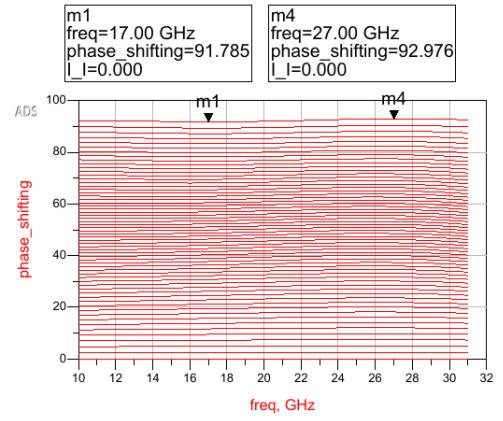 m1
freq=17.00 GHz
phase_shifting=91.785
I_I=0.000
m4
freq=27.00 GHz
phase_shifting=92.976
I_I=0.000
ADS
m1
m4
100
80
60
40
20
0
phase_shifting
10 12 14 16 18 20 22 24 26 28 30 32
freq, GHz